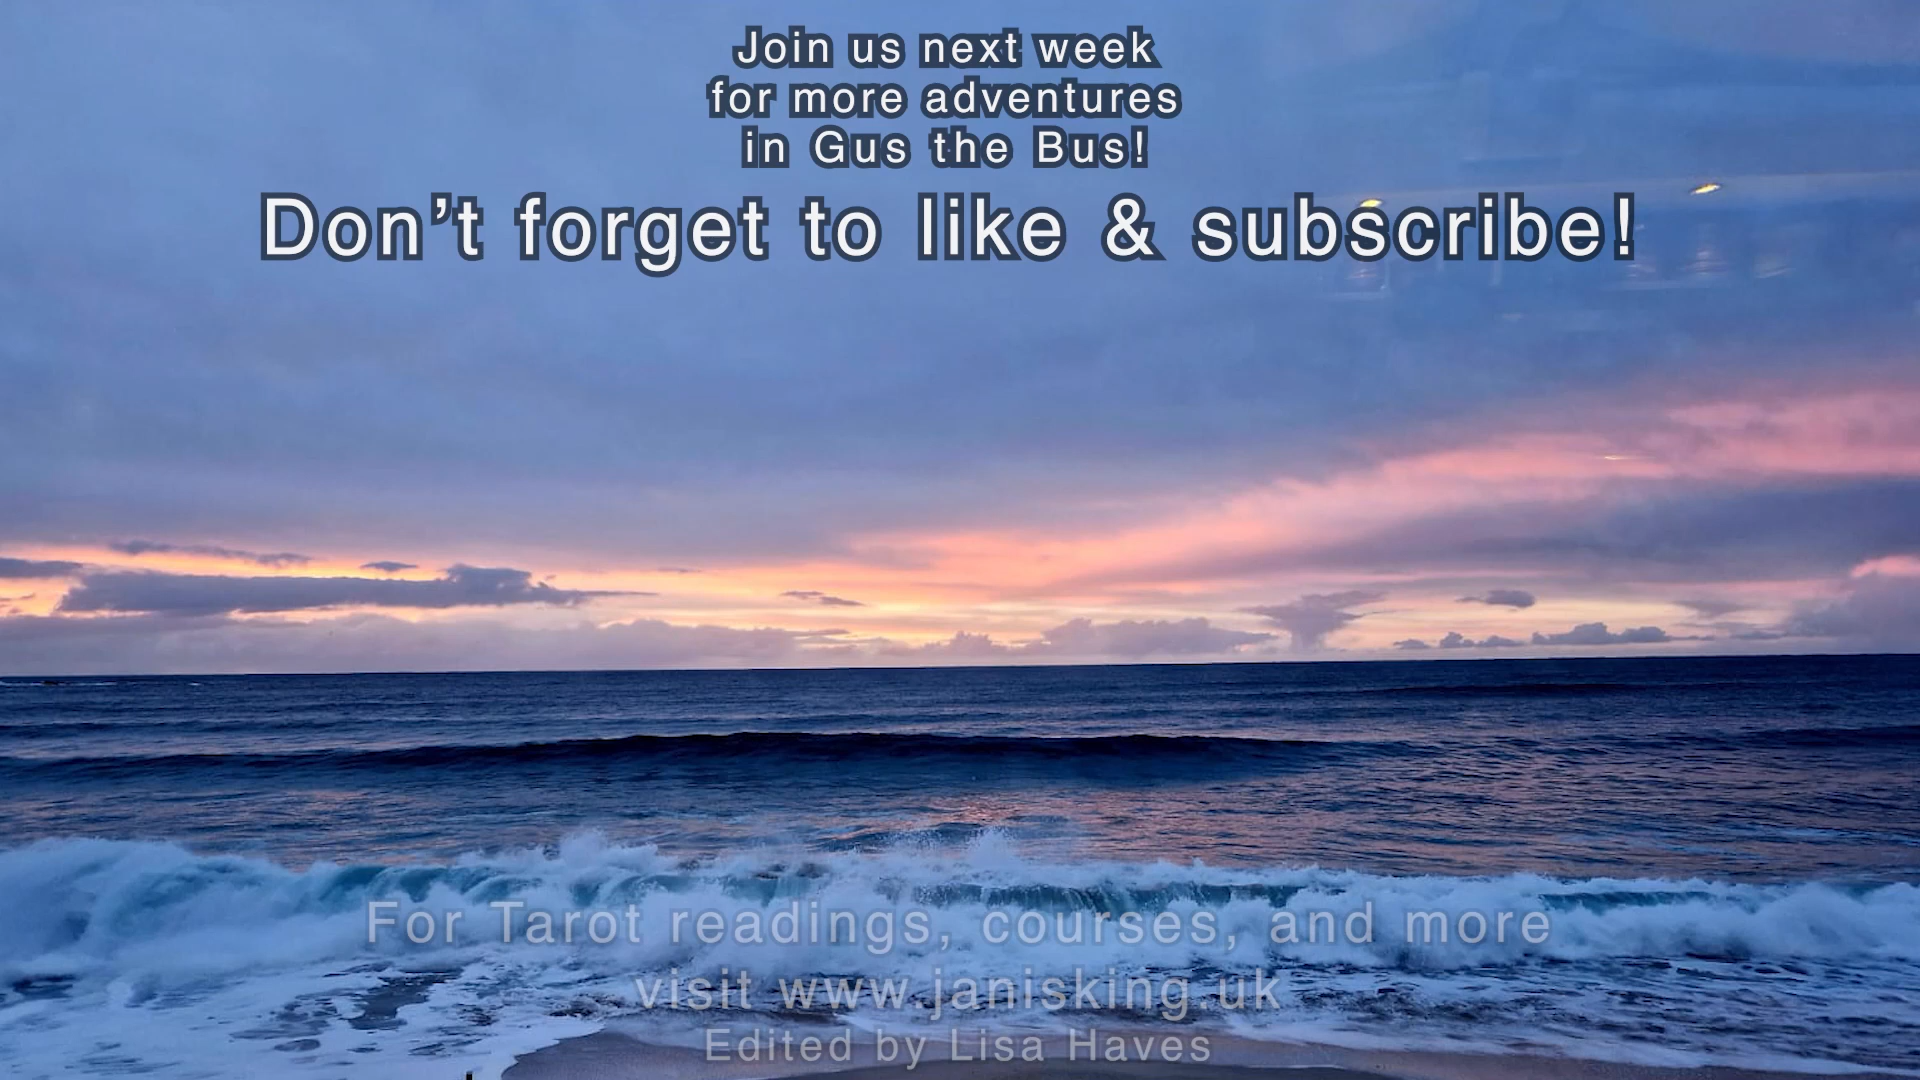 Join us next week
for more adventures
in Gus the Bus!
Don’t forget to like & subscribe!
For Tarot readings, courses, and more
visit www.janisking.uk
Edited by Lisa Haves